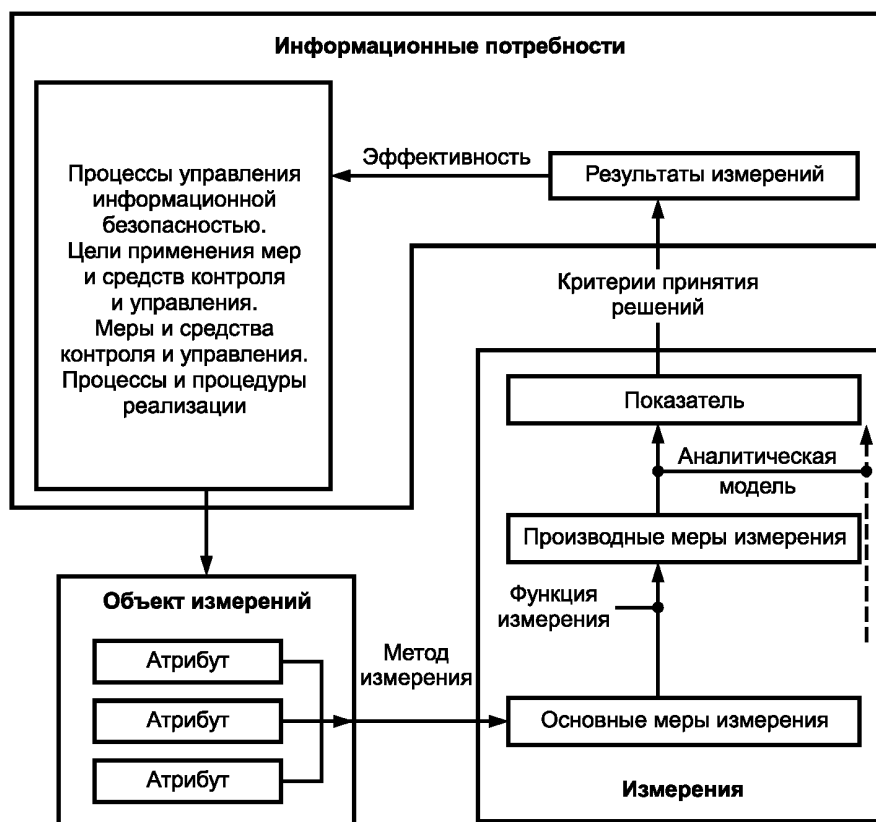 Информационные потребности
Процессы управления
информационной
безопасностью.
Цели применения мер
и средств контроля
и управления.
Меры и средства
контроля и управления.
Процессы и процедуры
реализации
Эффективность
Результаты измерений
Критерии принятия
решений
Показатель
Аналитическая
модель
Производные меры измерения
Функция
измерения
Основные меры измерения
Измерения
Объект измерений
Атрибут
Атрибут
Атрибут
Метод
измерения